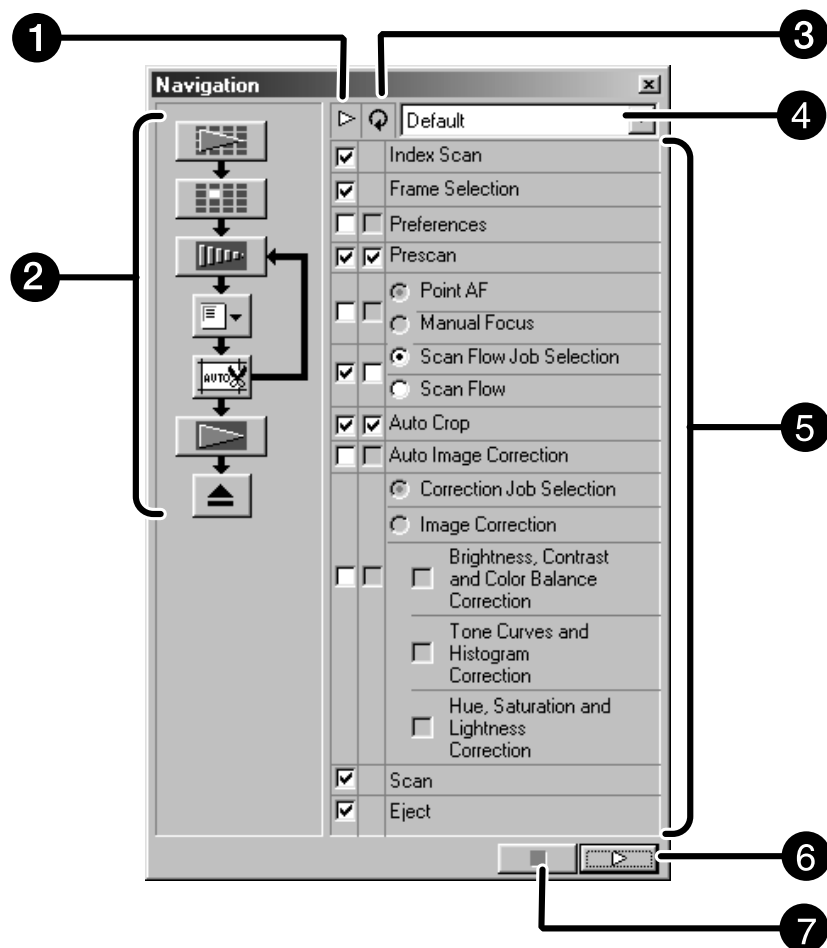 1
3
Navigation
Default
4
Index Scan
Frame Selection
Preferences
2
Prescan
Point AF
Manual Focus
Scan Flow Job Selection
AUTO
Scan Flow
Auto Crop
5
Auto Image Correction
Correction Job Selection
Image Correction
Brightness, Contrast
and Color Balance
Correction
Tone Curves and
Histogram
Correction
Hue, Saturation and
Lightness
Correction
Scan
Eject
6
7